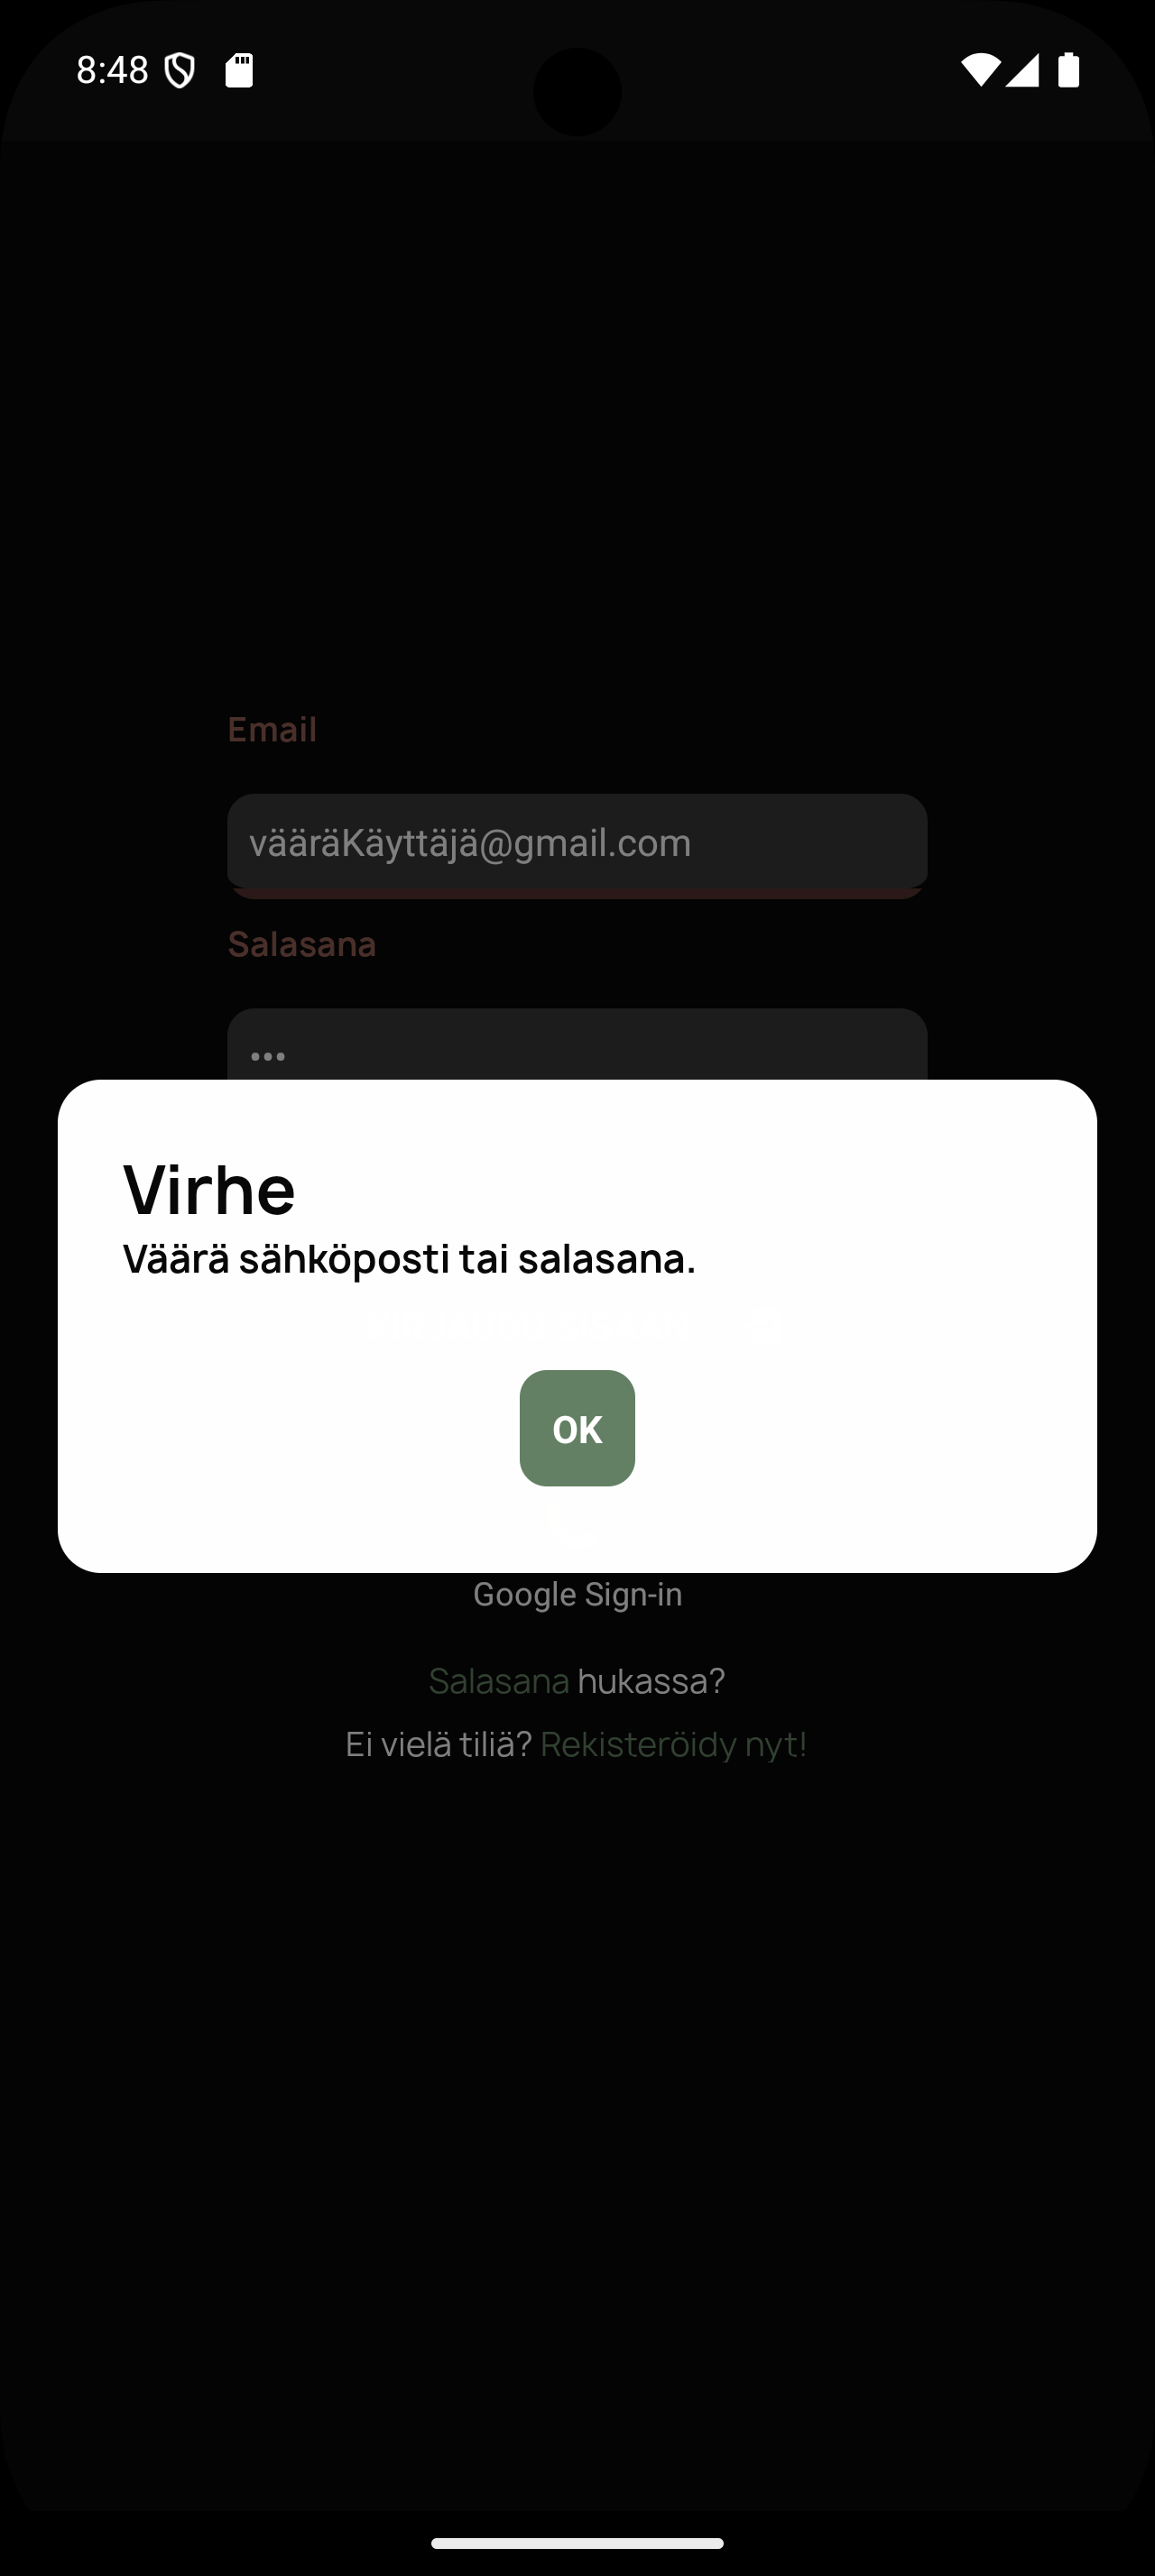 8:48
Email
vääräKäyttäjä@gmail.com
Salasana
•••
Virhe
Väärä sähköposti tai salasana.
OK
Google Sign-in
Salasana hukassa?
Ei vielä tiliä? Rekisteröidy nyt!